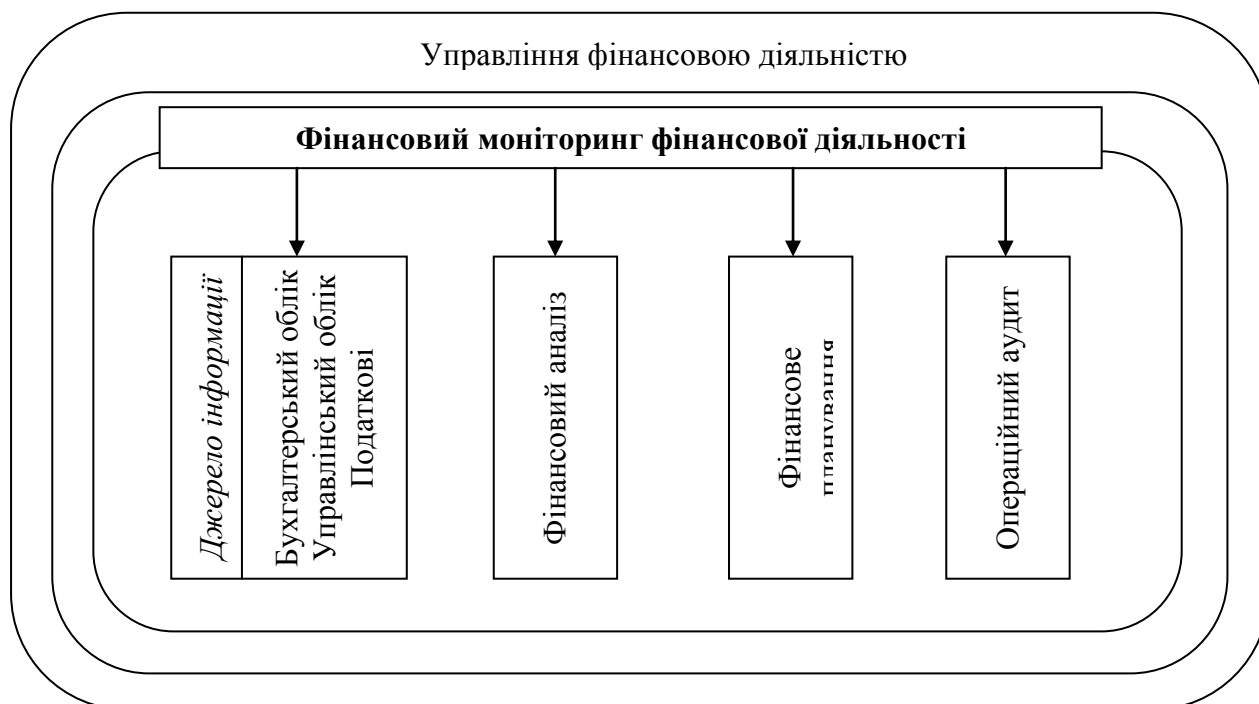 Управління фінансовою діяльністю
Фінансовий моніторинг фінансової діяльності
Джерело інформації
Бухгалтерський облік
Управлінський облік
Податкові
Фінансовий аналіз
Фінансове
планування
Операційний аудит